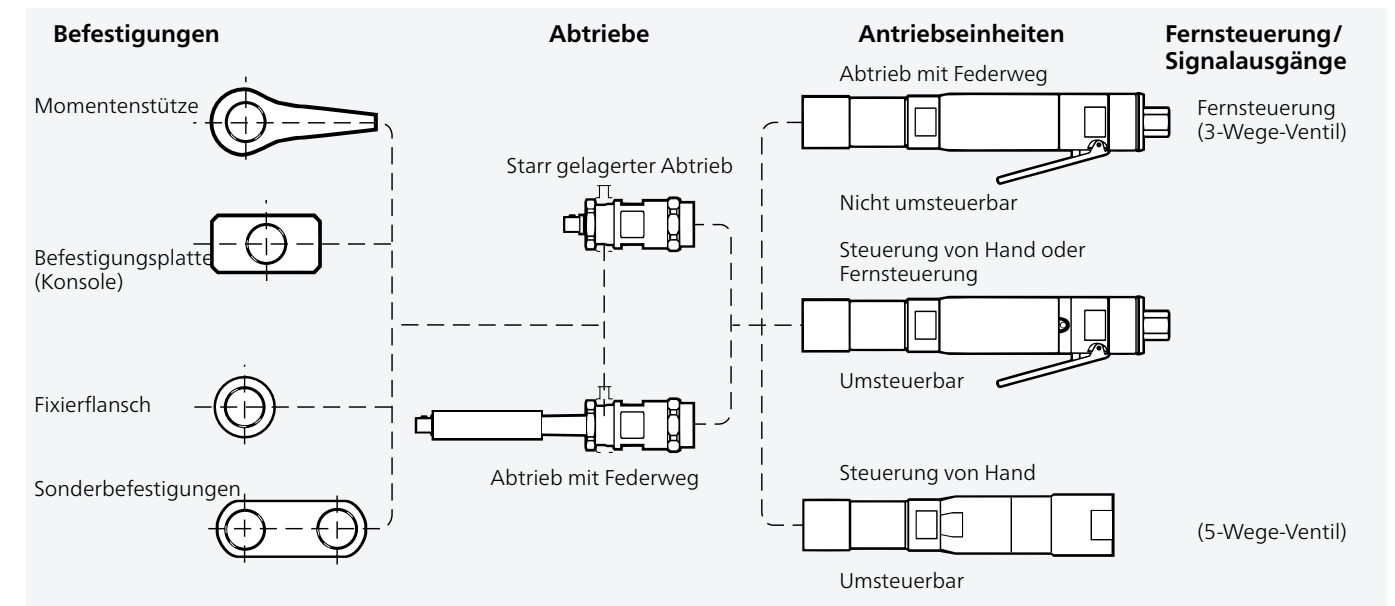 Befestigungen
Abtriebe
Antriebseinheiten
Fernsteuerung/
Signalausgänge
Momentenstütze
Befestigungsplatte
(Konsole)
Fixierflansch
Sonderbefestigungen
Starr gelagerter Abtrieb
Abtrieb mit Federweg
Abtrieb mit Federweg
Nicht umsteuerbar
Steuerung von Hand oder
Fernsteuerung
Umsteuerbar
Steuerung von Hand
Umsteuerbar
Fernsteuerung
(3-Wege-Ventil)
(5-Wege-Ventil)